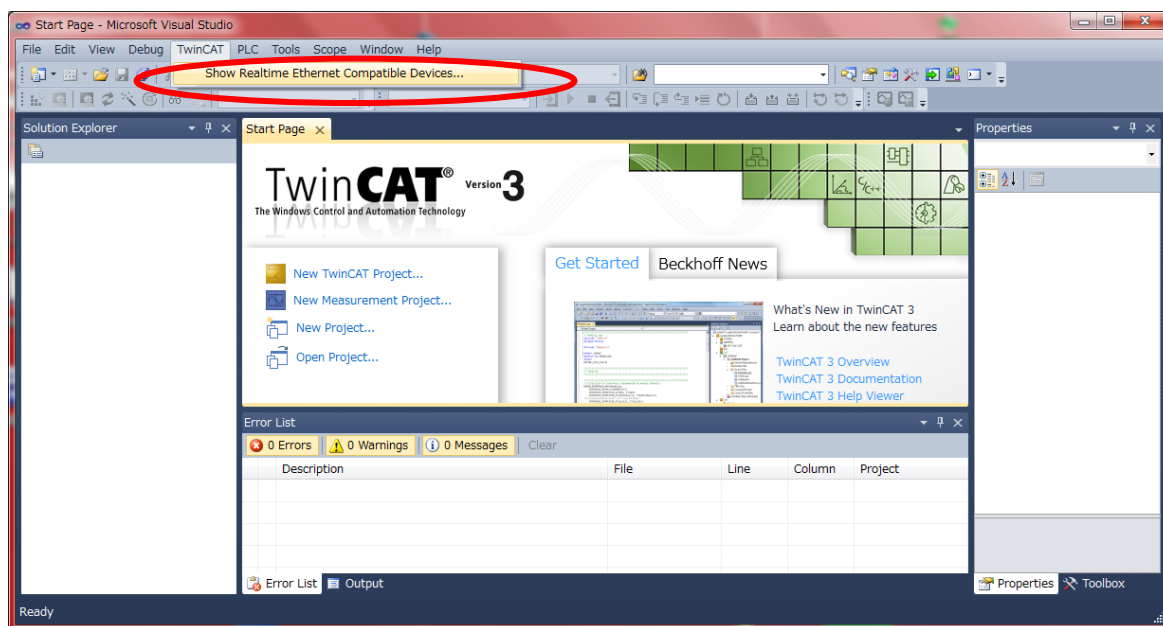 Start Page - Microsoft Visual Studio
File Edit View Debug TwinCAT PLC Tools Scope Window Help
Show Realtime Ethernet Compatible Devices...
Solution Explorer
Start Page
Properties
TwinCAT® Version 3
The Windows Control and Automation Technology
New TwinCAT Project...
New Measurement Project...
New Project...
Open Project...
Get Started Beckhoff News
What's New in TwinCAT 3
Learn about the new features
TwinCAT 3 Overview
TwinCAT 3 Documentation
TwinCAT 3 Help Viewer
Error List
0 Errors 0 Warnings 0 Messages Clear
Description File Line Column Project
Error List Output
Properties Toolbox
Ready